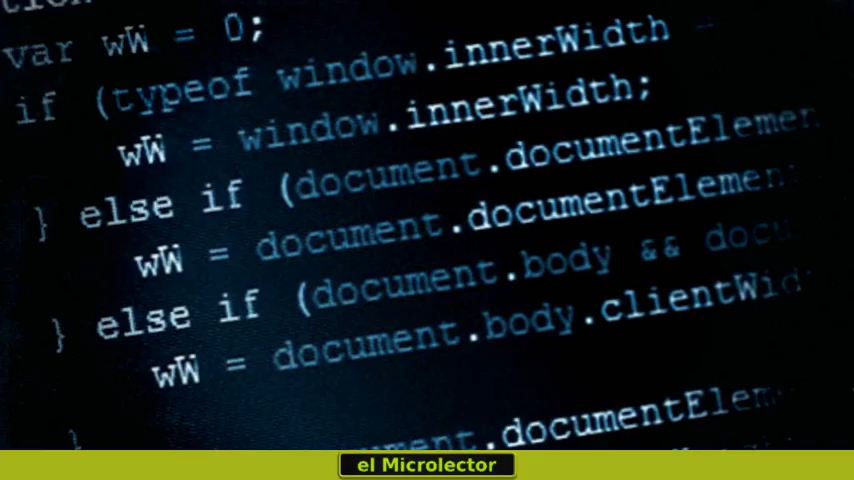 var wW = 0;
if (typeof window.innerWidth
wW = window.innerWidth;
} else if (document.documentElemen
wW = document.documentElemen
} else if (document.body && docu
wW = document.body.clientWid
}
.documentElem
el Microlector